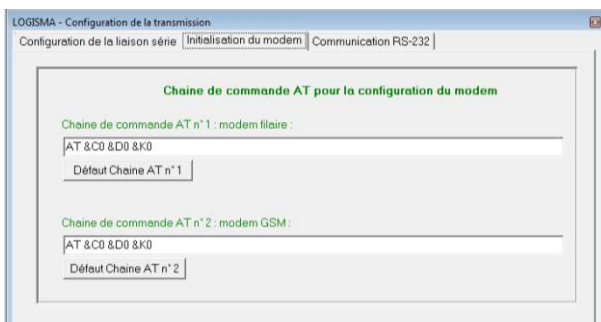 LOGISMA - Configuration de la transmission
Configuration de la liaison série Initialisation du modem Communication RS-232
Chaine de commande AT pour la configuration du modem
Chaine de commande AT n°1 : modem filaire :
AT &C0 &D0 &K0
Défaut Chaine AT n°1
Chaine de commande AT n°2 : modem GSM :
AT &C0 &D0 &K0
Défaut Chaine AT n°2